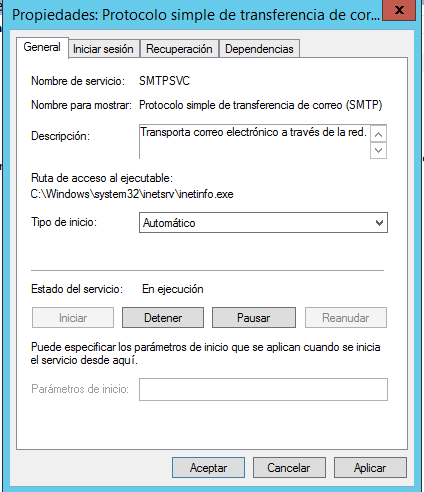 Propiedades: Protocolo simple de transferencia de cor...
x
General Iniciar sesión Recuperación Dependencias
Nombre de servicio: SMTPSVC
Nombre para mostrar: Protocolo simple de transferencia de correo (SMTP)
Descripción: Transporta correo electrónico a través de la red.
Ruta de acceso al ejecutable:
C:\Windows\system32\inetsrv\inetinfo.exe
Tipo de inicio: Automático
Estado del servicio: En ejecución
Iniciar Detener Pausar Reanudar
Puede especificar los parámetros de inicio que se aplican cuando se inicia
el servicio desde aquí.
Parámetros de inicio:
Aceptar Cancelar Aplicar